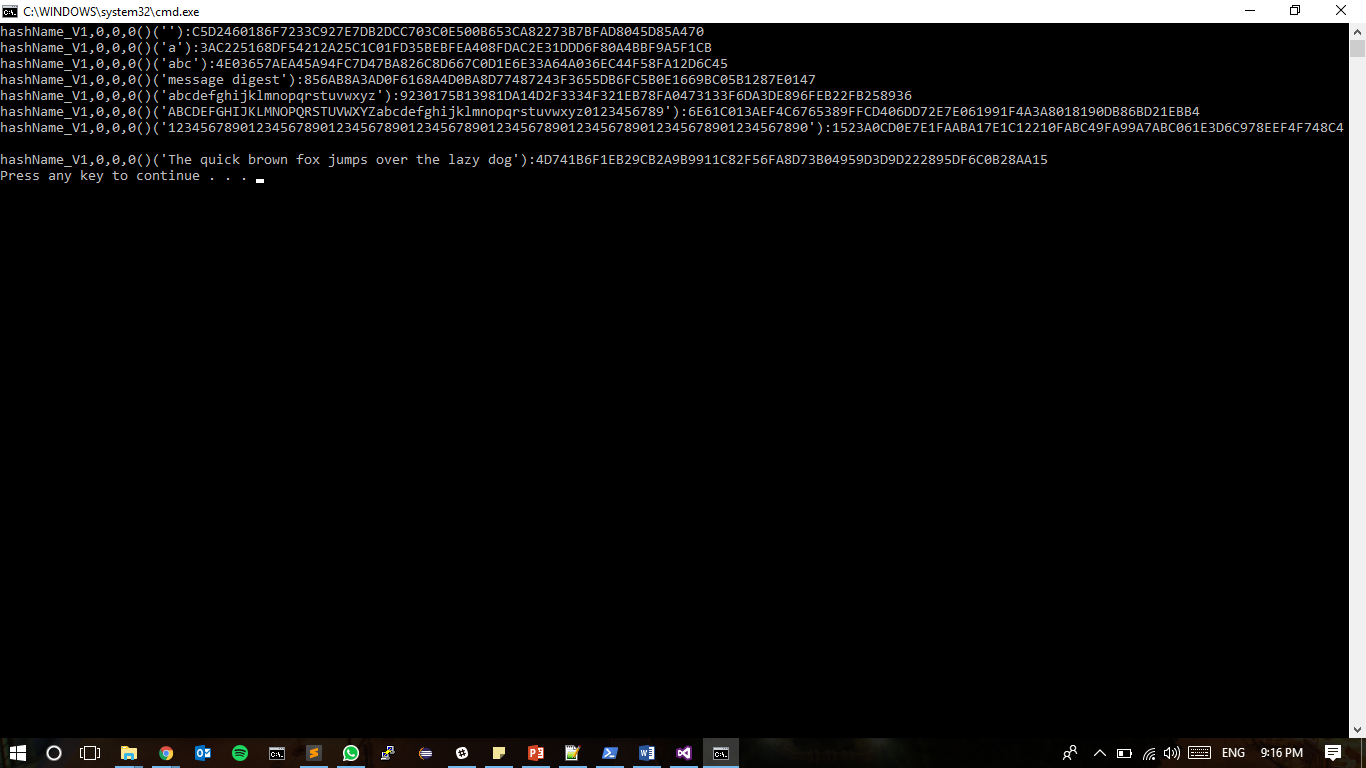 C:\WINDOWS\system32\cmd.exe
hashName_V1,0,0,0()(''):C5D2460186F7233C927E7DB2DCC703C0E500B653CA82273B7BFAD8045D85A470
hashName_V1,0,0,0()('a'):3AC225168DF54212A25C1C01FD35BEBFEA408FDAC2E31DDD6F80A4BBF9A5F1CB
hashName_V1,0,0,0()('abc'):4E03657AEA45A94FC7D47BA826C8D667C0D1E6E33A64A036EC44F58FA12D6C45
hashName_V1,0,0,0()('message digest'):856AB8A3AD0F6168A4D0BA8D77487243F3655DB6FC5B0E1669BC05B1287E0147
hashName_V1,0,0,0()('abcdefghijklmnopqrstuvwxyz'):9230175B13981DA14D2F3334F321EB78FA0473133F6DA3DE896FEB22FB258936
hashName_V1,0,0,0()('ABCDEFGHIJKLMNOPQRSTUVWXYZabcdefghijklmnopqrstuvwxyz0123456789'):6E61C013AEF4C6765389FFCD406DD72E7E061991F4A3A8018190DB86BD21EBB4
hashName_V1,0,0,0()('12345678901234567890123456789012345678901234567890123456789012345678901234567890'):1523A0CD0E7E1FAABA17E1C12210FABC49FA99A7ABC061E3D6C978EEF4F748C4
hashName_V1,0,0,0()('The quick brown fox jumps over the lazy dog'):4D741B6F1EB29CB2A9B9911C82F56FA8D73B04959D3D9D222895DF6C0B28AA15
Press any key to continue . . .
ENG 9:16 PM